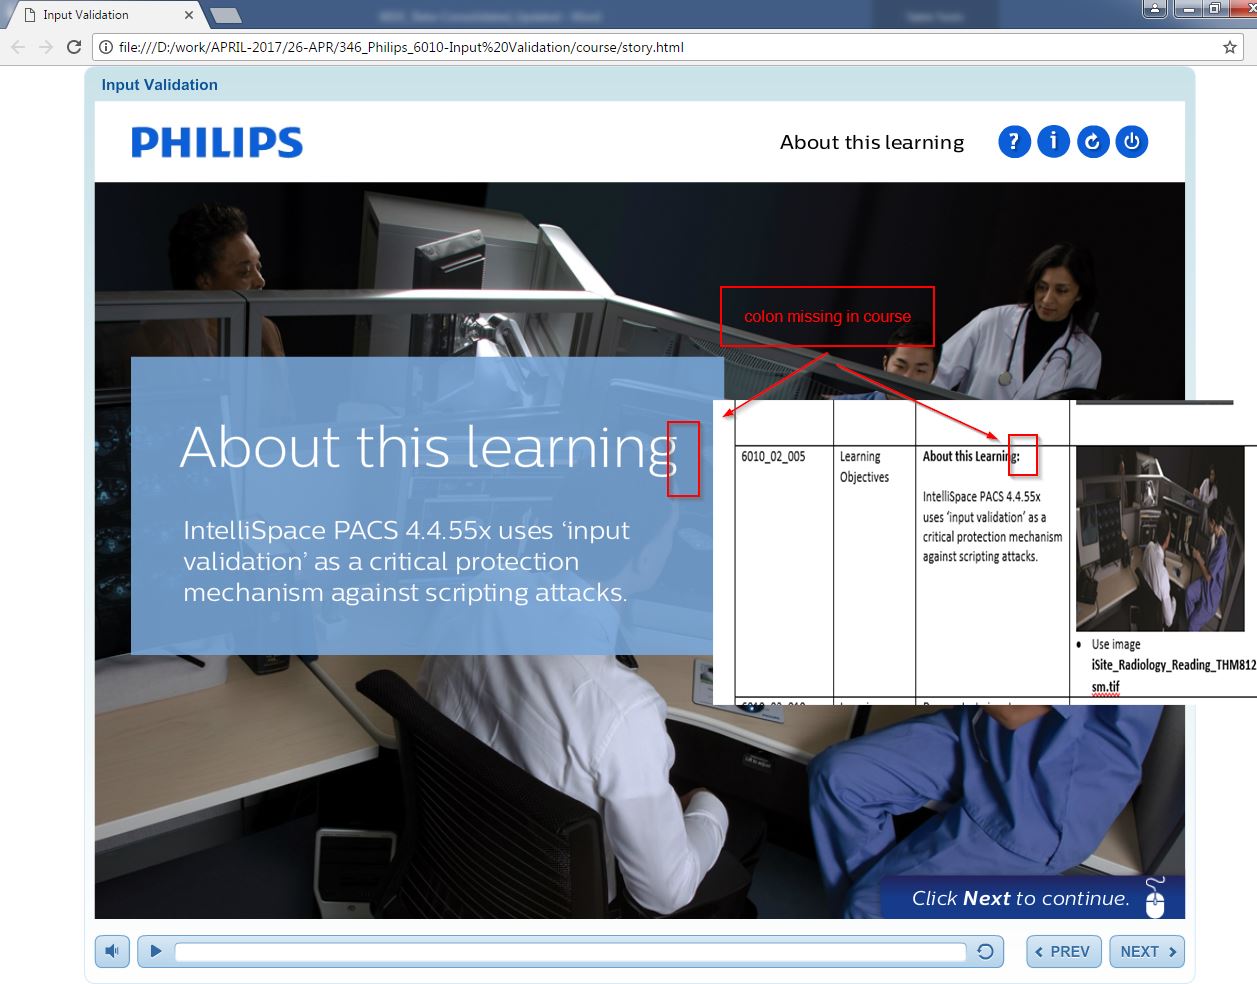 Input Validation
file:///D:/work/APRIL-2017/26-APR/346_Philips_6010-Input%20Validation/course/story.html
Input Validation
PHILIPS
About this learning
? i
colon missing in course
About this learning
IntelliSpace PACS 4.4.55x uses ‘input
validation’ as a critical protection
mechanism against scripting attacks.
6010_02_005
Learning
Objectives
About this Learning:
IntelliSpace PACS 4.4.55x
uses ‘input validation’ as a
critical protection mechanism
against scripting attacks.
• Use image
iSite_Radiology_Reading_THM812
sm.tif
Click Next to continue.
PREV
NEXT